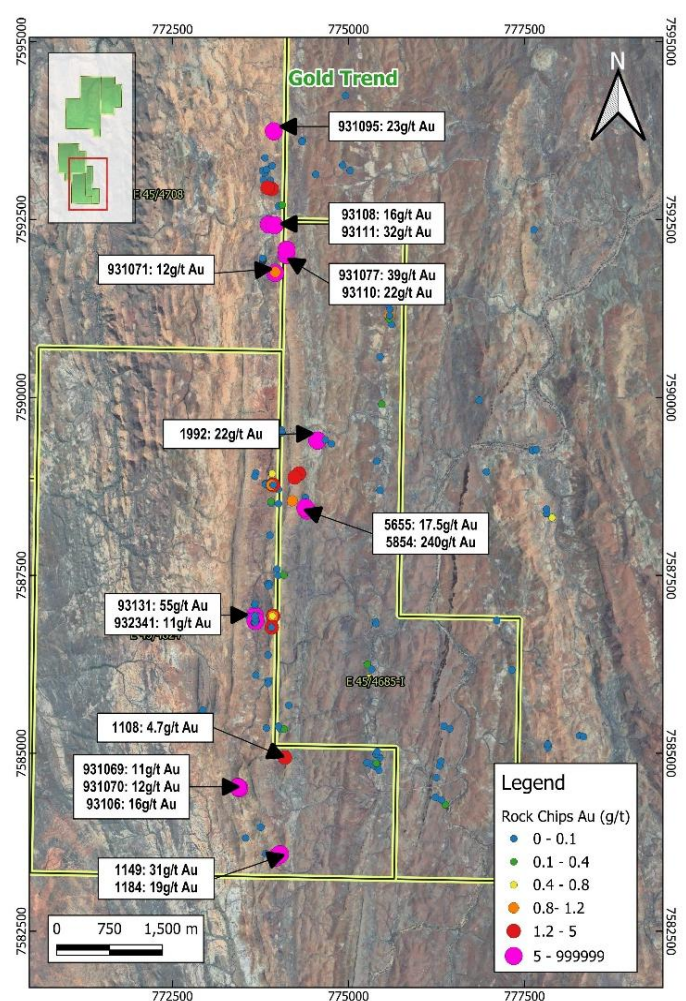 772500 775000 777500
7595000 7595000
Gold Trend
N
931095: 23g/t Au
E 45/4708
7592500 7592500
93108: 16g/t Au
93111: 32g/t Au
931071: 12g/t Au
931077: 39g/t Au
93110: 22g/t Au
7590000 7590000
1992: 22g/t Au
5655: 17.5g/t Au
5854: 240g/t Au
7587500 7587500
93131: 55g/t Au
932341: 11g/t Au
E 45/4685-I
1108: 4.7g/t Au
7585000 7585000
931069: 11g/t Au
931070: 12g/t Au
93106: 16g/t Au
1149: 31g/t Au
1184: 19g/t Au
Legend
Rock Chips Au (g/t)
0 - 0.1
0.1 - 0.4
0.4 - 0.8
0.8- 1.2
1.2 - 5
5 - 999999
0 750 1,500 m
7582500 7582500
772500 775000 777500